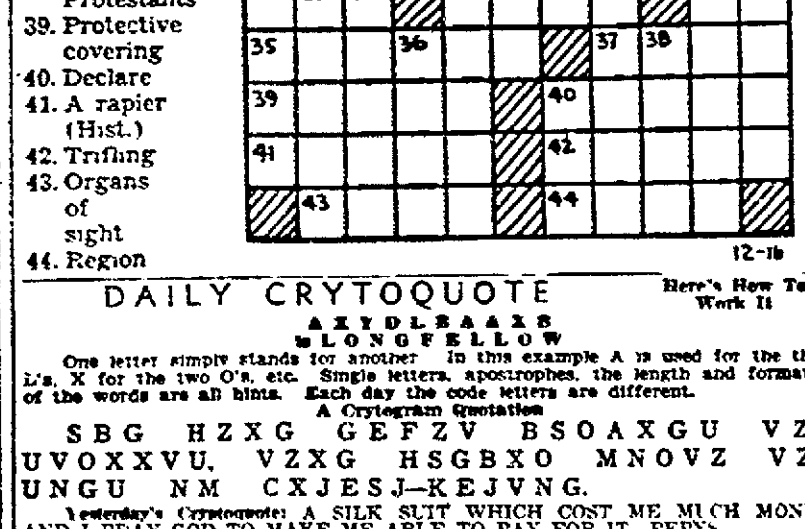 Protestants
39. Protective
covering
40. Declare
41. A rapier
(Hist.)
42. Trifling
43. Organs
of
sight
44. Region
35 36 37 38
39 40
41 42
43 44
12-16
DAILY CRYTOQUOTE
Here's How To
Work It
A X Y D L B A A X R
is L O N G F E L L O W
One letter simply stands for another In this example A is used for the th
L's, X for the two O's, etc. Single letters, apostrophes, the length and format
of the words are all hints. Each day the code letters are different.
A Crytogram Quotation
S B G H Z X G G E F Z V B S O A X G U V Z
U V O X X V U, V Z X G H S G B X O M N O V Z V Z
U N G U N M C X J E S J—K E J V N G.
Yesterday's Crytoquote: A SILK SUIT WHICH COST ME MUCH MON
AND I PRAY GOD TO MAKE ME ABLE TO PAY FOR IT PEPYS